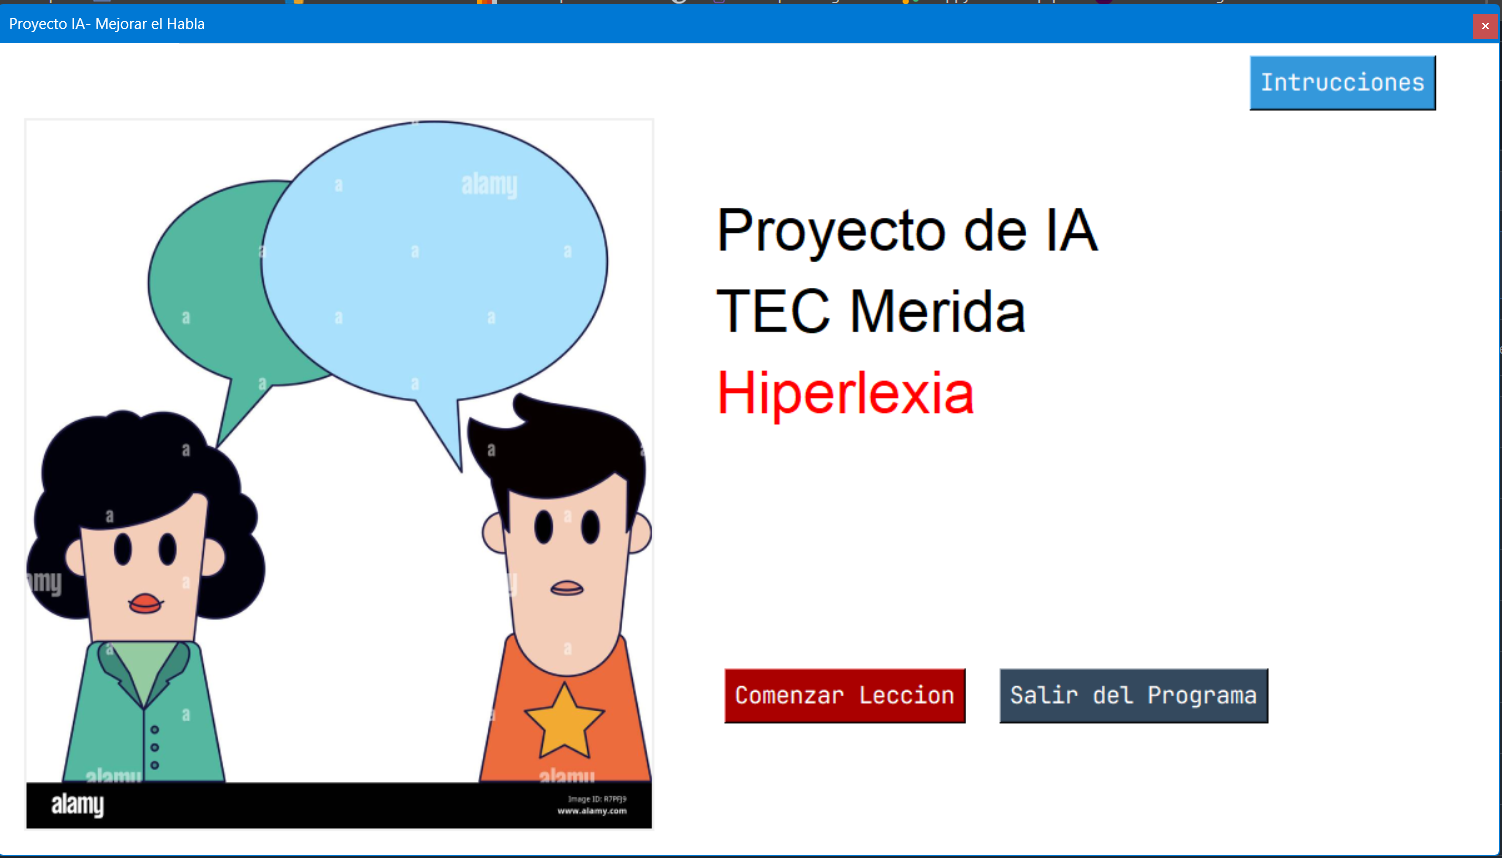 Proyecto IA- Mejorar el Habla
Intrucciones
alamy
Proyecto de IA
TEC Merida
Hiperlexia
Comenzar Leccion
Salir del Programa
alamy
Image ID: R7PFJ9
www.alamy.com